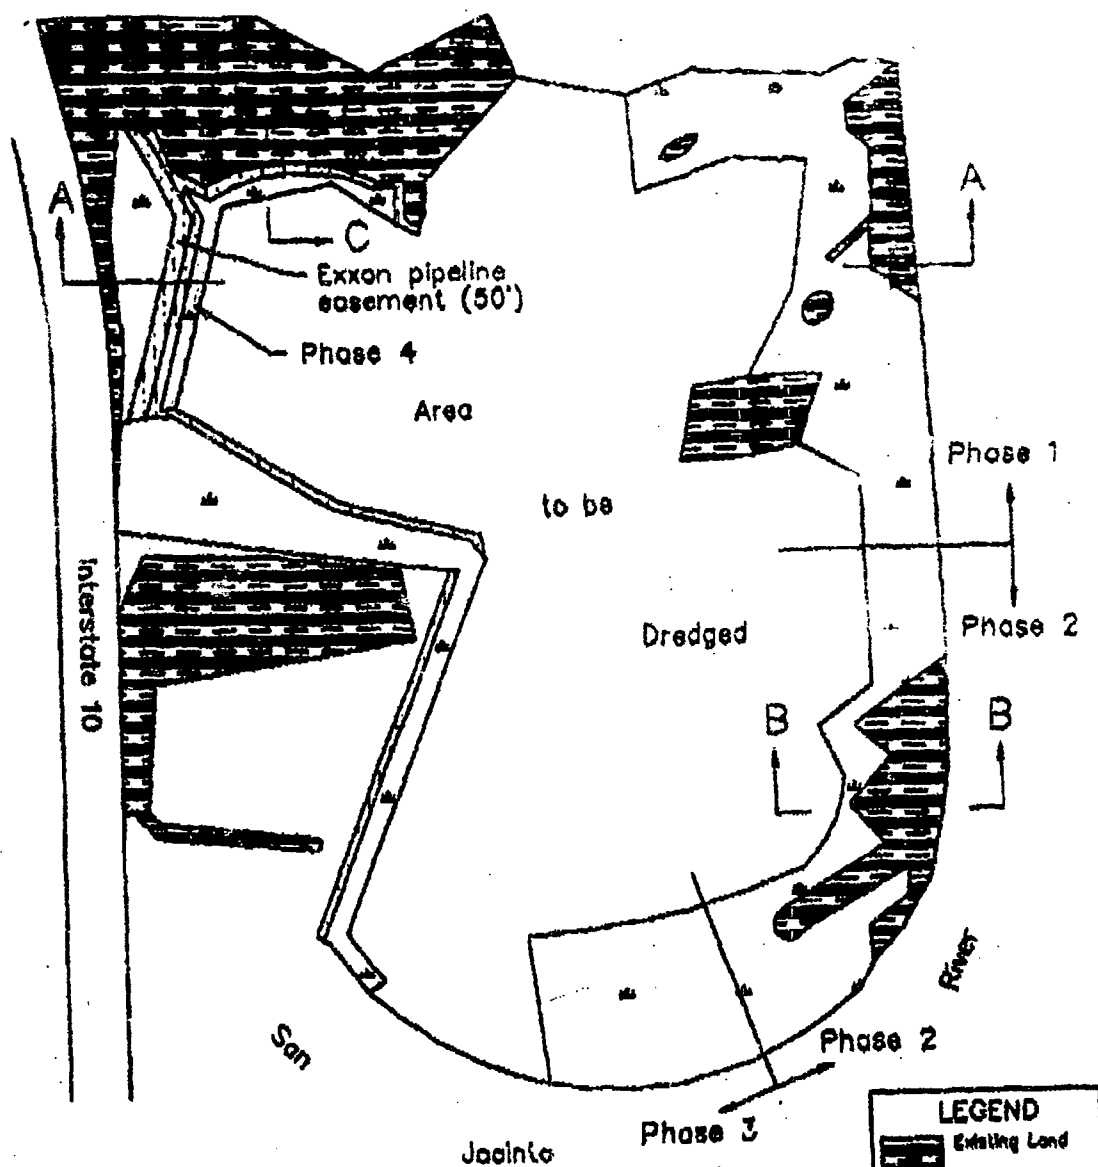 A
A
C
Exxon pipeline
easement (50')
Phase 4
Area
Phase 1
to be
Interstate 10
Dredged
Phase 2
B
B
River
San
Phase 2
Phase 3
Jacinto
LEGEND
Existing Land